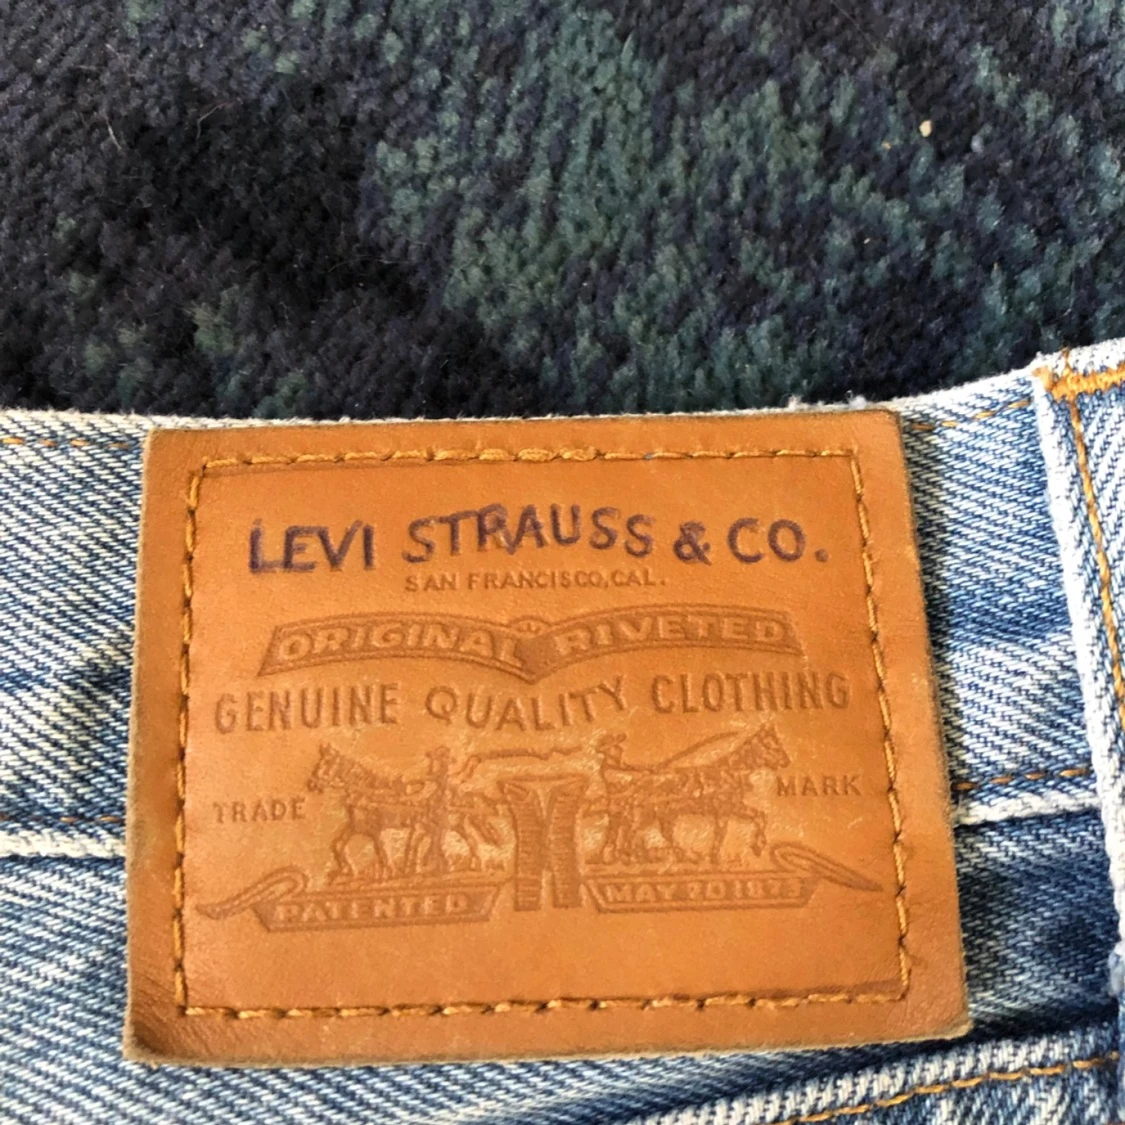 LEVI STRAUSS & CO.
SAN FRANCISCO, CAL.
ORIGINAL RIVETED
GENUINE QUALITY CLOTHING
TRADE MARK
PATENTED MAY 20 1873